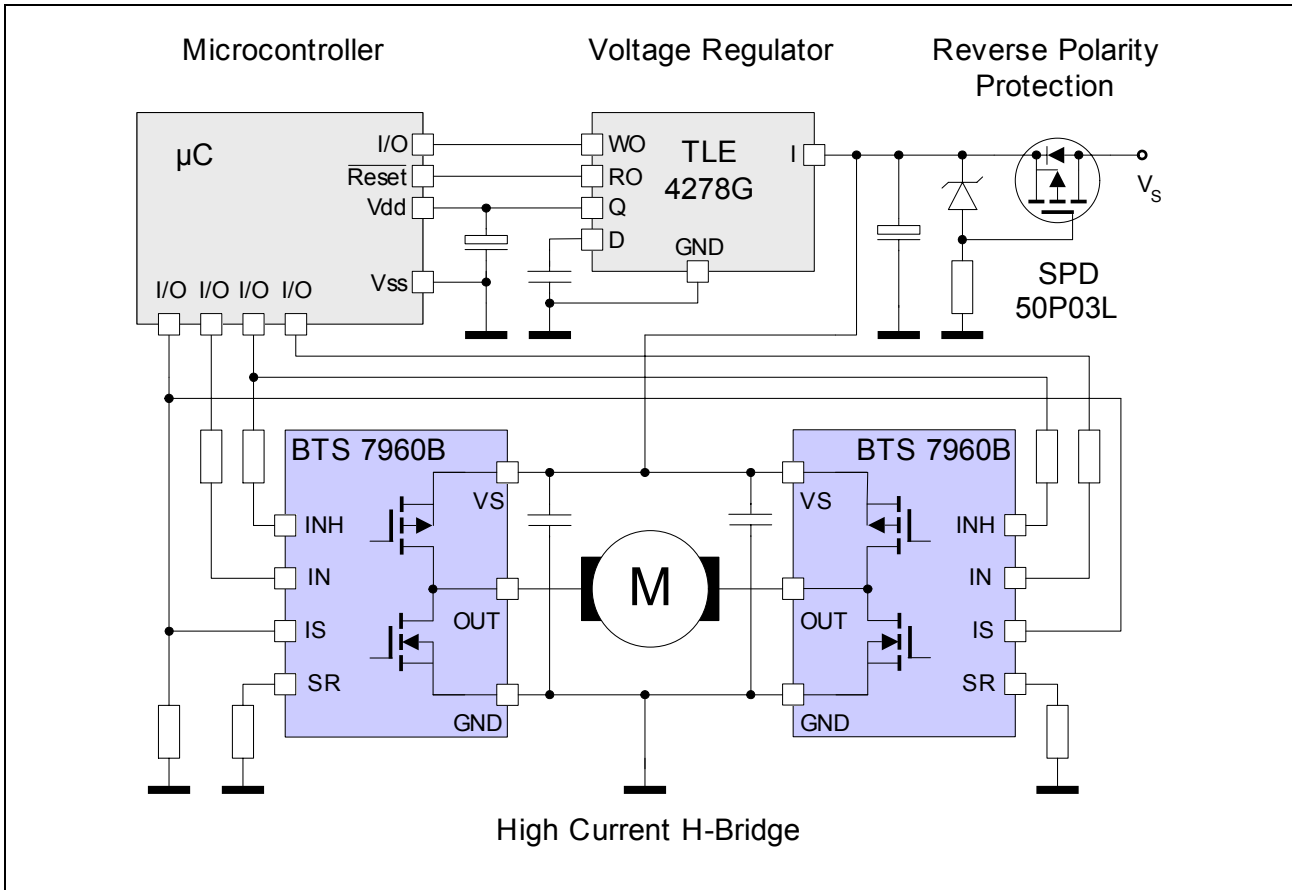 Microcontroller
Voltage Regulator
Reverse Polarity
Protection
µC
I/O
Reset
Vdd
Vss
I/O I/O I/O I/O
WO
RO
Q
D
TLE
4278G
GND
I
V_S
SPD
50P03L
BTS 7960B
VS
INH
IN
IS
SR
OUT
GND
M
BTS 7960B
VS
OUT
GND
INH
IN
IS
SR
High Current H-Bridge